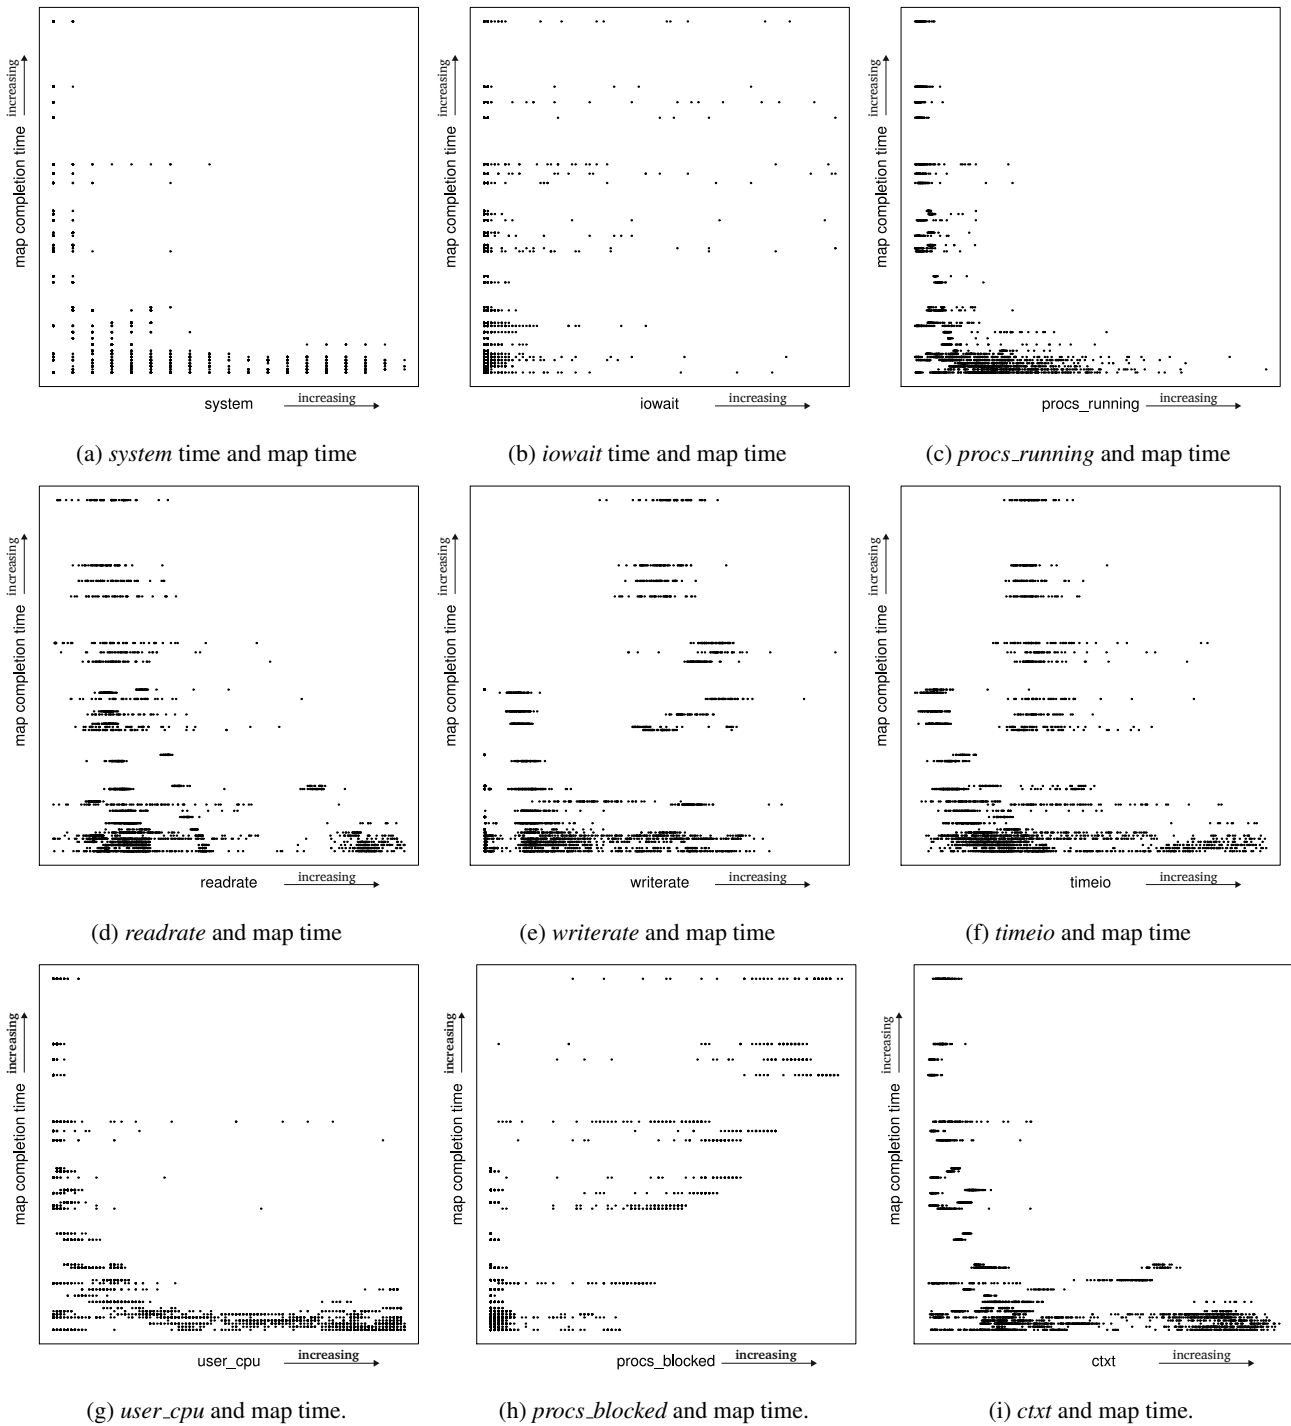 map completion time
increasing
system
increasing
map completion time
increasing
iowait
increasing
map completion time
increasing
procs_running
increasing
(a) system time and map time
(b) iowait time and map time
(c) procs_running and map time
map completion time
increasing
readrate
increasing
map completion time
increasing
writerate
increasing
map completion time
increasing
timeio
increasing
(d) readrate and map time
(e) writerate and map time
(f) timeio and map time
map completion time
increasing
user_cpu
increasing
map completion time
increasing
procs_blocked
increasing
map completion time
increasing
ctxt
increasing
(g) user_cpu and map time.
(h) procs_blocked and map time.
(i) ctxt and map time.